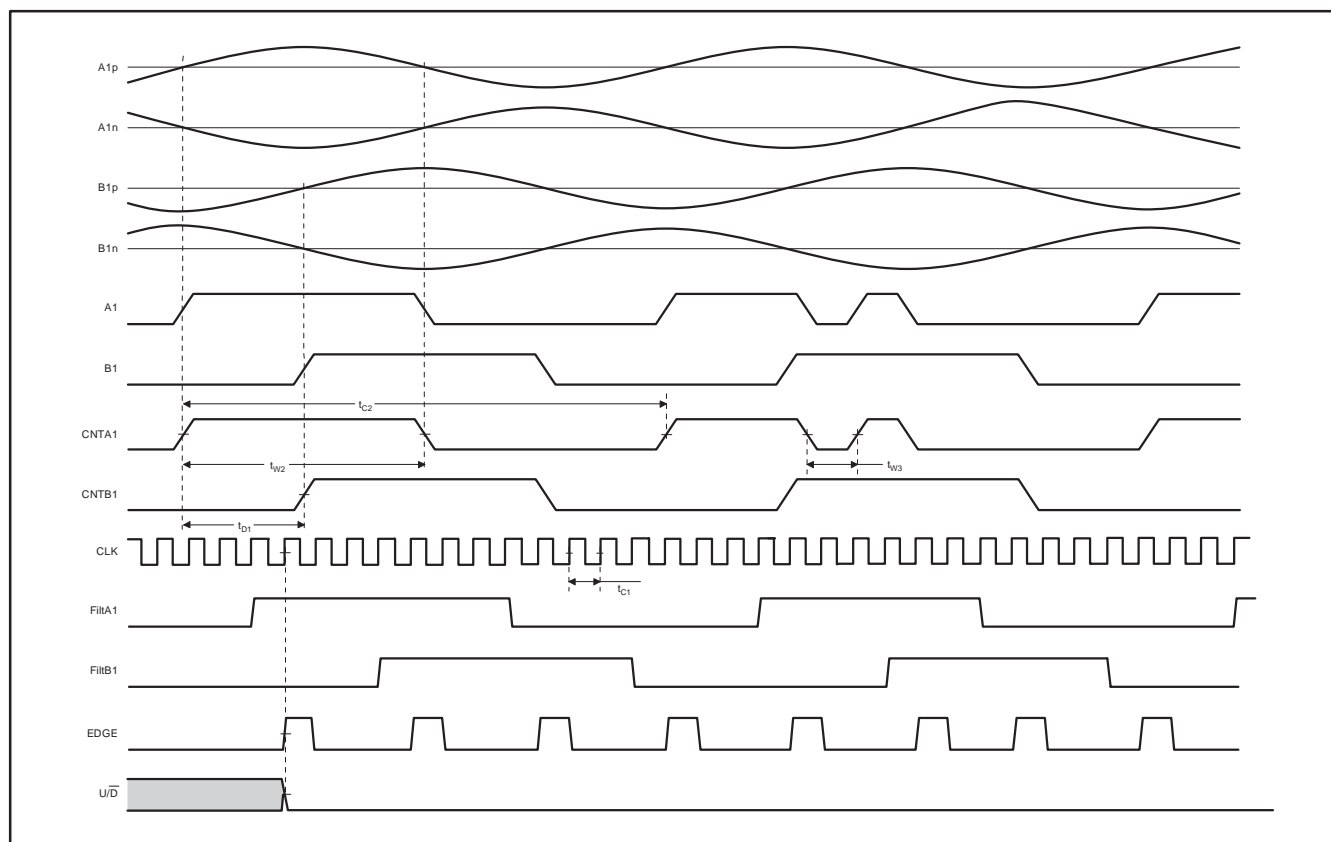 A1p
A1n
B1p
B1n
A1
B1
tC2
CNTA1
tW2
tW3
CNTB1
tD1
CLK
tC1
FiltA1
FiltB1
EDGE
U/D̅